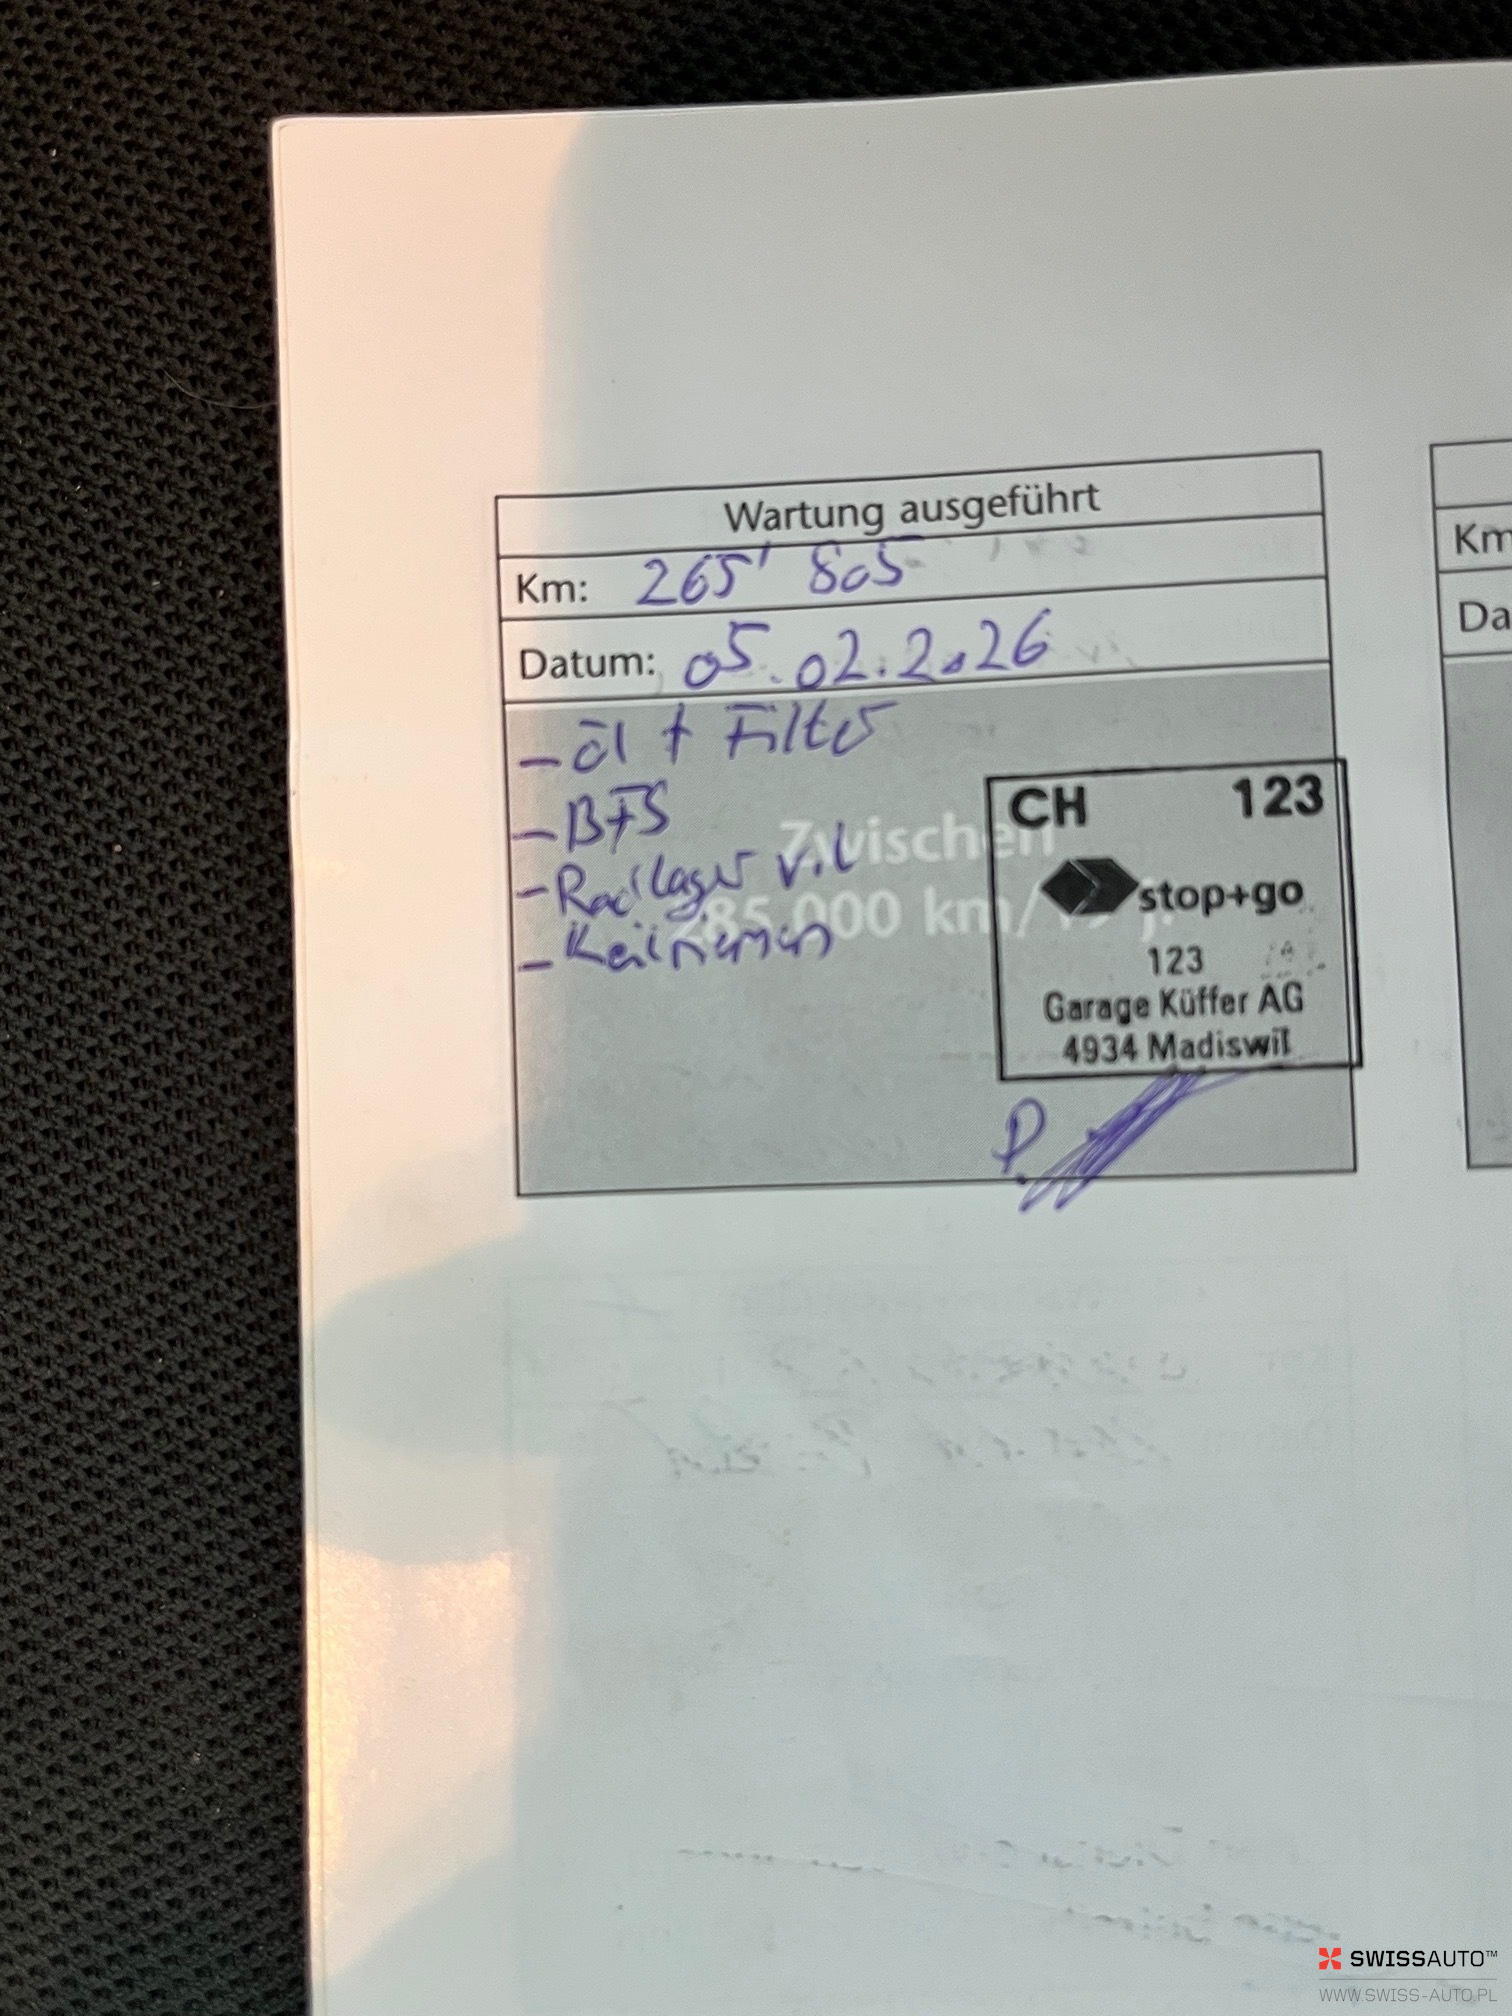 Wartung ausgeführt
Km: 265' 805
Datum: 05.02.2026
- Öl + Filter
- BFS
- Radlager v.l
- Keilriemen
Zwischen
285.000 km/
CH 123
stop+go
123
Garage Küffer AG
4934 Madiswil
P.
Km
Da
SWISSAUTO™
WWW.SWISS-AUTO.PL